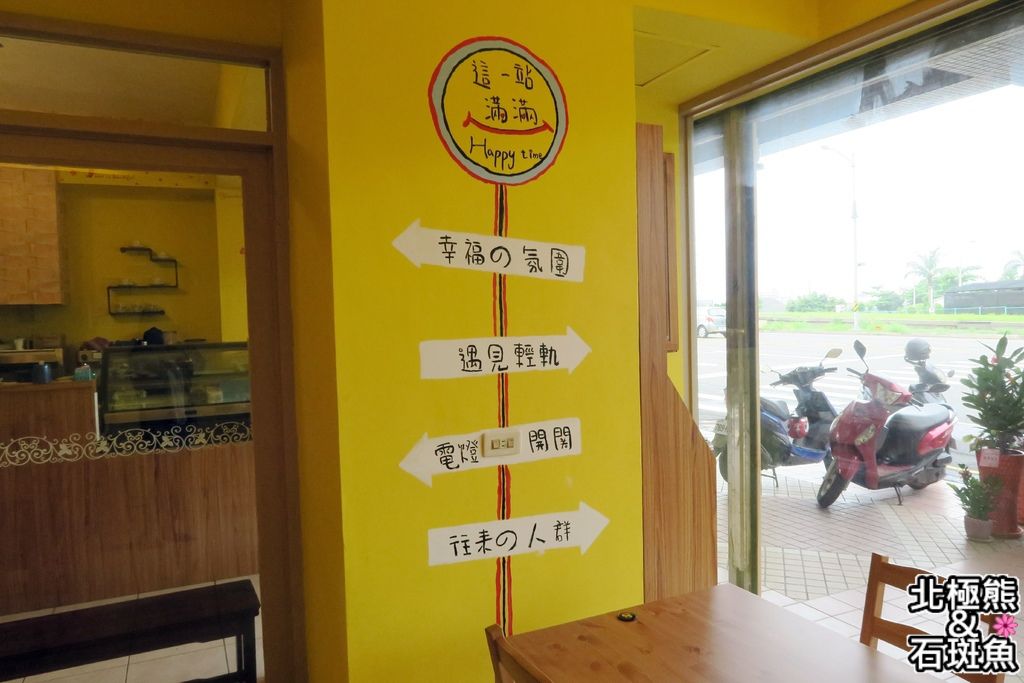 這一站
滿滿
Happy time
幸福の氛圍
遇見輕軌
電燈 開関
往来の人群
北極熊
&
石斑魚